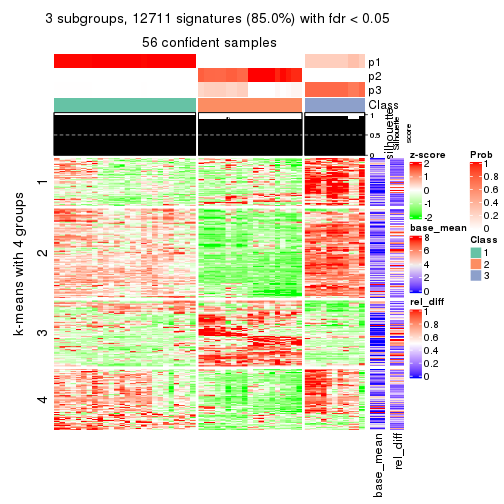 3 subgroups, 12711 signatures (85.0%) with fdr < 0.05
56 confident samples
p1
p2
p3
Class
1
0.5
0
silhouette
Silhouette
score
k-means with 4 groups
1
2
3
4
base_mean
rel_diff
z-score
2
1
0
-1
-2
base_mean
8
6
4
2
0
rel_diff
1
0.8
0.6
0.4
0.2
0
Prob
1
0.8
0.6
0.4
0.2
0
Class
1
2
3